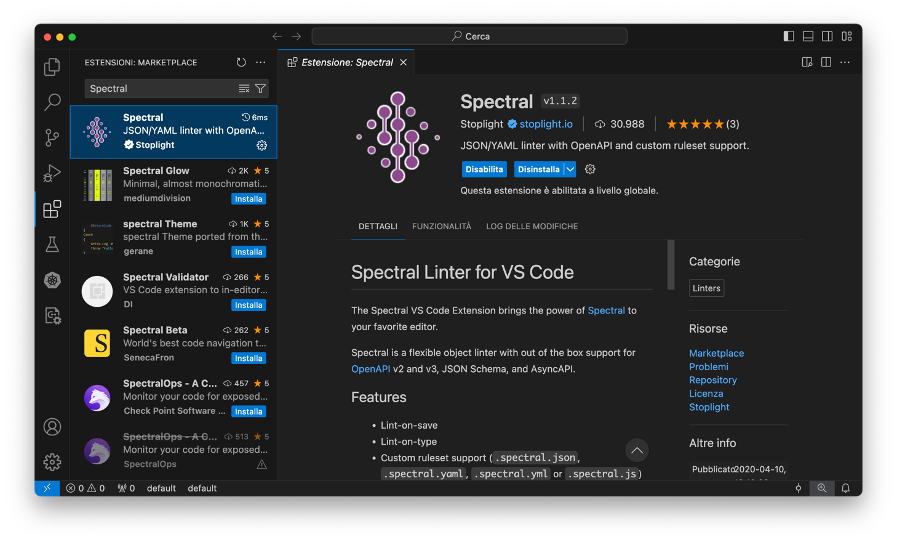 Cerca
ESTENSIONI: MARKETPLACE
Spectral
Spectral 6ms
JSON/YAML linter with OpenA...
Stoplight
Spectral Glow 2K ★ 5
Minimal, almost monochromati...
mediumdivision Installa
spectral Theme 1K ★ 5
spectral Theme ported from th...
gerane Installa
Spectral Validator 266 ★ 5
VS Code extension to in-editor...
DI Installa
Spectral Beta 262 ★ 5
World's best code navigation t...
SenecaFron Installa
SpectralOps - A C... 457 ★ 5
Monitor your code for exposed...
Check Point Software ... Installa
SpectralOps - A C... 513 ★ 5
Monitor your code for exposed...
SpectralOps
Estensione: Spectral
Spectral v1.1.2
Stoplight stoplight.io 30.988 ★★★★★(3)
JSON/YAML linter with OpenAPI and custom ruleset support.
Disabilita Disinstalla
Questa estensione è abilitata a livello globale.
DETTAGLI FUNZIONALITÀ LOG DELLE MODIFICHE
Spectral Linter for VS Code
The Spectral VS Code Extension brings the power of Spectral to
your favorite editor.
Spectral is a flexible object linter with out of the box support for
OpenAPI v2 and v3, JSON Schema, and AsyncAPI.
Features
• Lint-on-save
• Lint-on-type
• Custom ruleset support (.spectral.json,
.spectral.yaml, .spectral.yml or .spectral.js)
Categorie
Linters
Risorse
Marketplace
Problemi
Repository
Licenza
Stoplight
Altre info
Pubblicato 2020-04-10,
0 0 0 default default